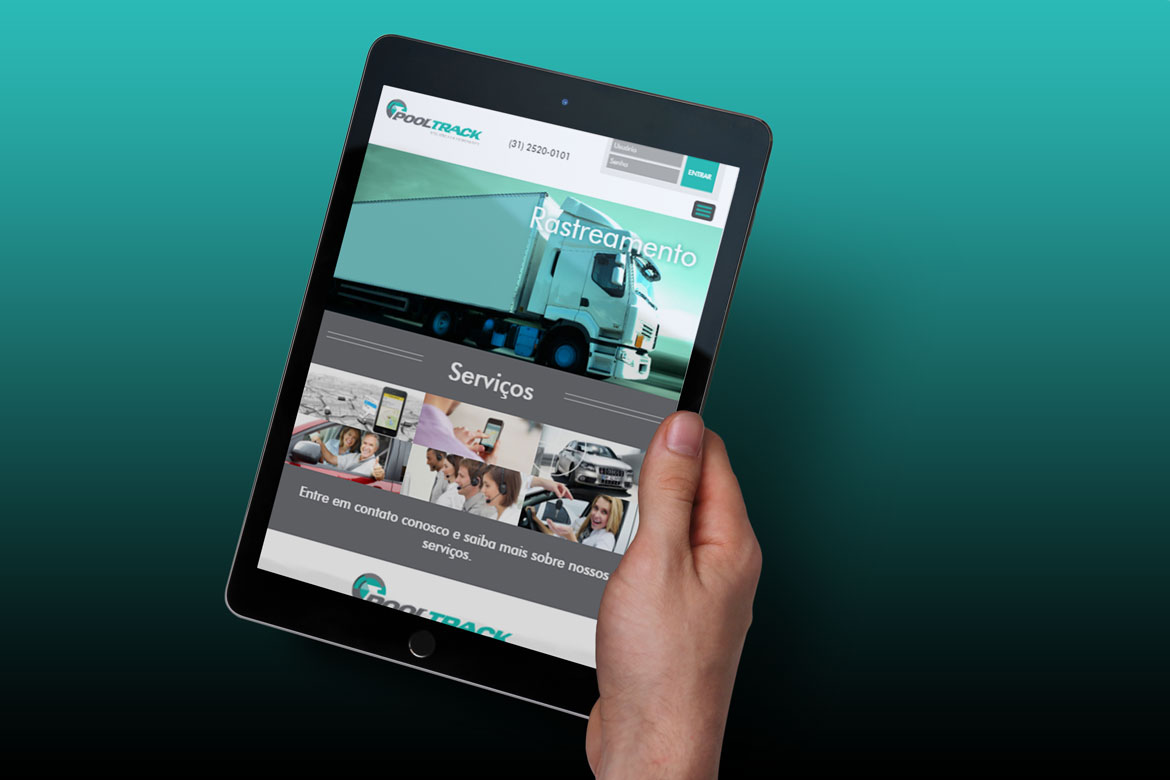 POOLTRACK
(31) 2520-0101
Usuário
Senha
ENTRAR
Rastreamento
Serviços
Entre em contato conosco e saiba mais sobre nossos
serviços.
POOLTRACK